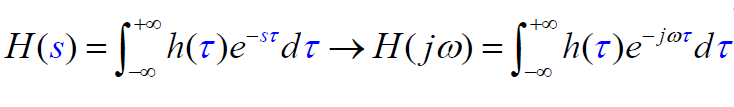 H(s) = ∫_{-∞}^{+∞} h(τ)e^{-sτ}dτ → H(jω) = ∫_{-∞}^{+∞} h(τ)e^{-jωτ}dτ